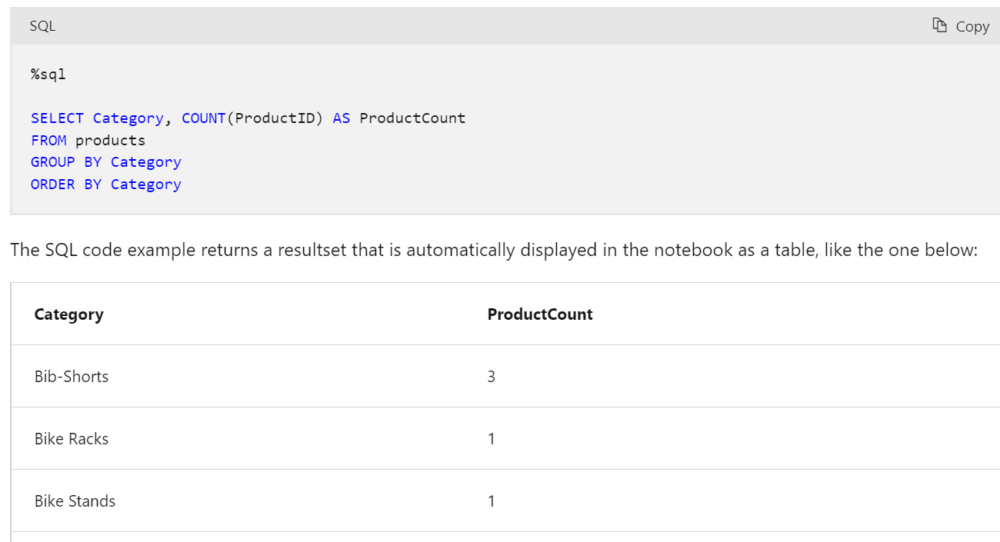 SQL
Copy
%sql
SELECT Category, COUNT(ProductID) AS ProductCount
FROM products
GROUP BY Category
ORDER BY Category
The SQL code example returns a resultset that is automatically displayed in the notebook as a table, like the one below:
Category ProductCount
Bib-Shorts 3
Bike Racks 1
Bike Stands 1